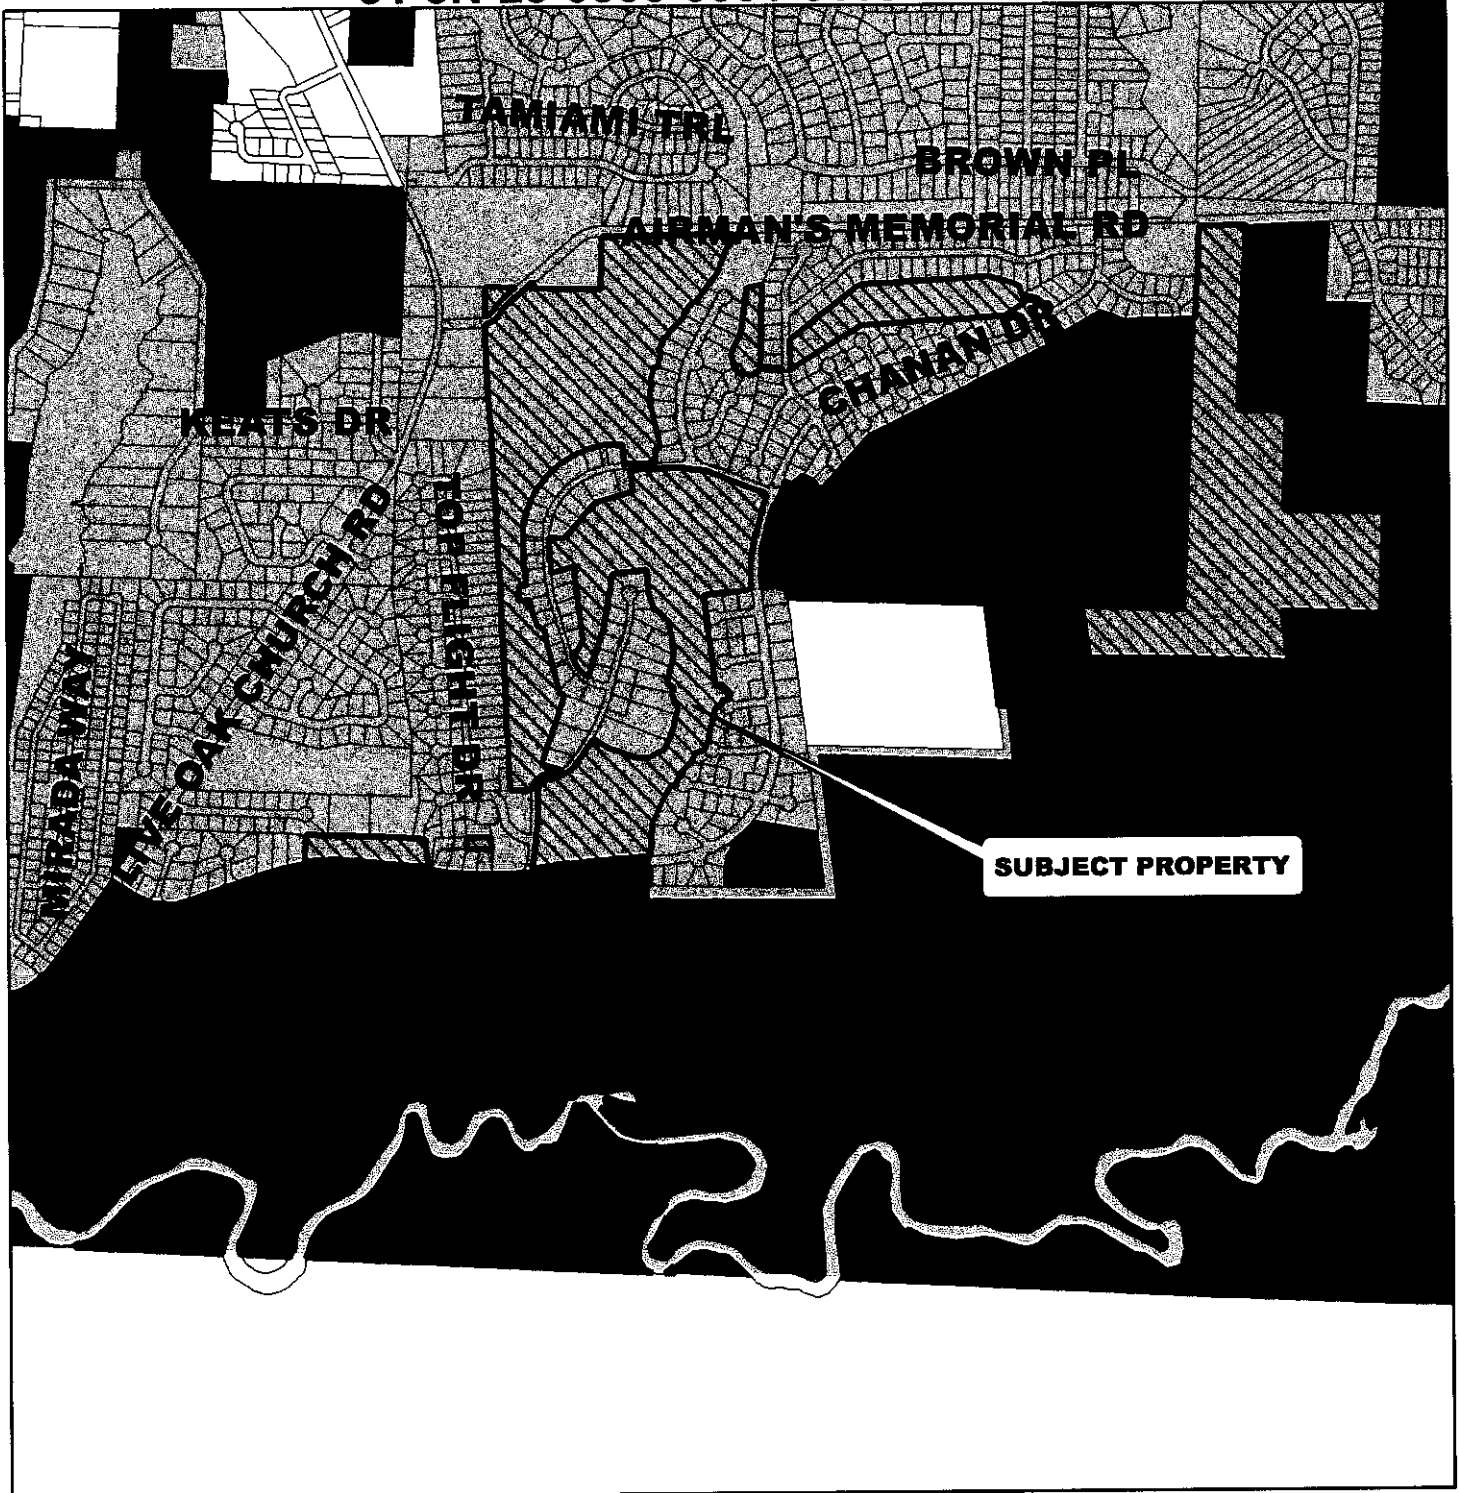 TAMIAMI TRL
BROWN PL
AIRMAN'S MEMORIAL RD
CHANAN DR
KEATS DR
LIVE OAK CHURCH RD
TOP FLIGHT DR
MIRADA WAY
SUBJECT PROPERTY